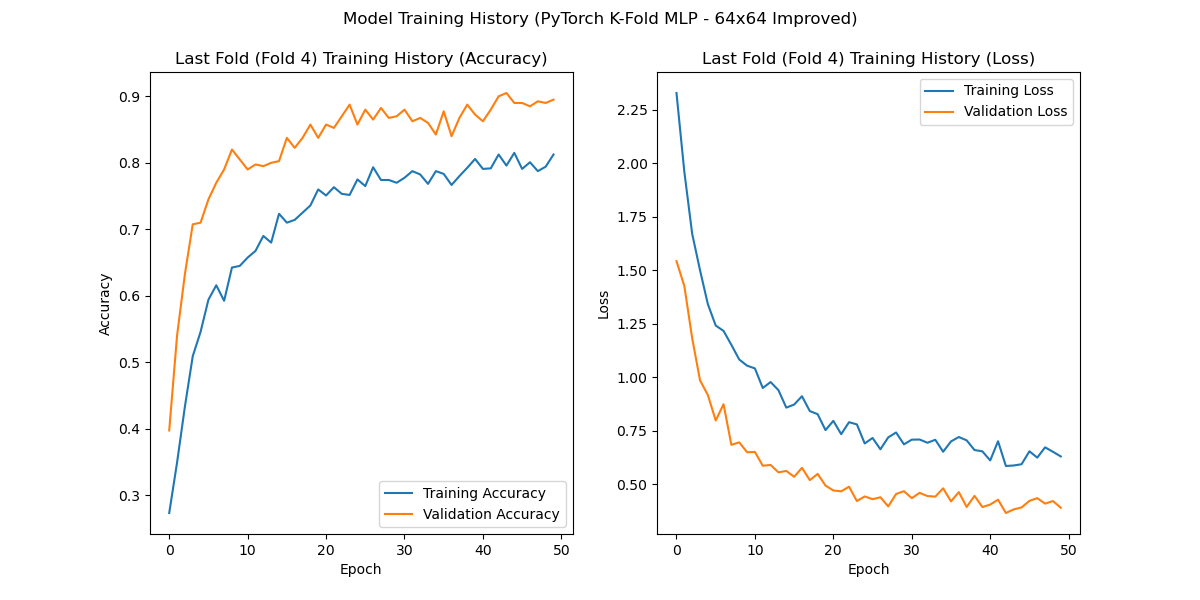 Model Training History (PyTorch K-Fold MLP - 64x64 Improved)
Last Fold (Fold 4) Training History (Accuracy)
Accuracy
0.9
0.8
0.7
0.6
0.5
0.4
0.3
Training Accuracy
Validation Accuracy
0 10 20 30 40 50
Epoch
Last Fold (Fold 4) Training History (Loss)
Loss
2.25
2.00
1.75
1.50
1.25
1.00
0.75
0.50
Training Loss
Validation Loss
0 10 20 30 40 50
Epoch